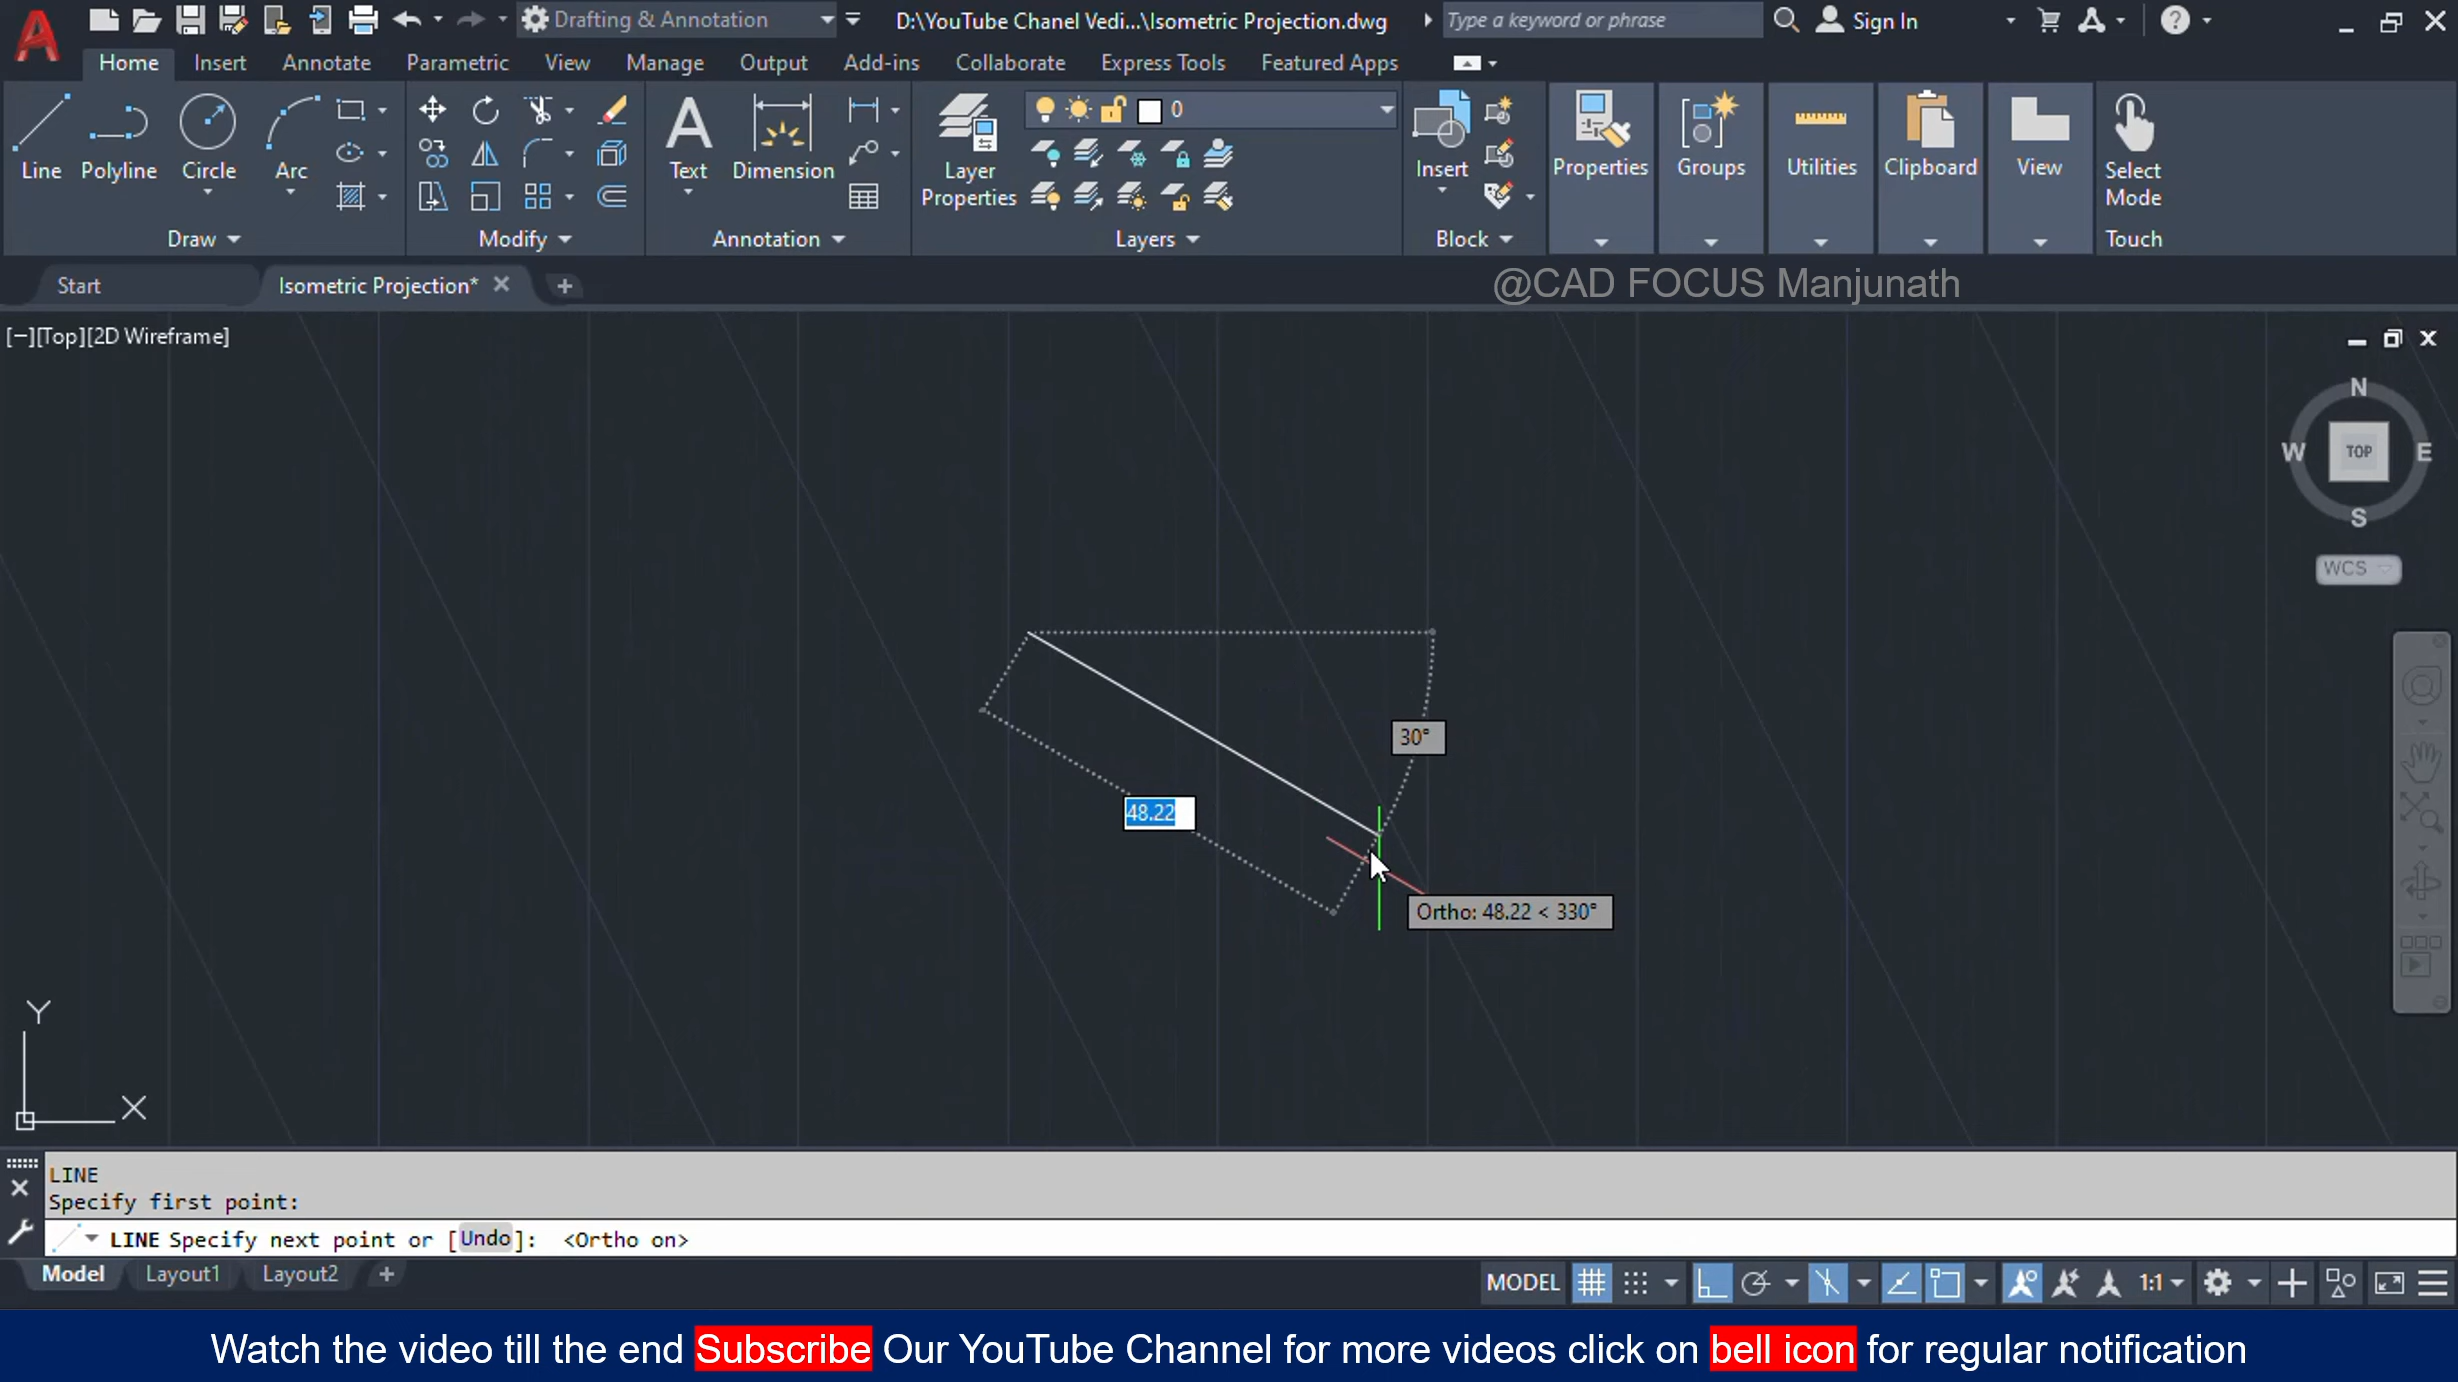 Drafting & Annotation
D:\YouTube Chanel Vedi...\Isometric Projection.dwg
Type a keyword or phrase
Sign In
Home Insert Annotate Parametric View Manage Output Add-ins Collaborate Express Tools Featured Apps
0
Line Polyline Circle Arc
Text Dimension
Layer Properties
Insert
Properties Groups Utilities Clipboard View
Select Mode
Draw Modify Annotation Layers Block Touch
Start Isometric Projection*
@CAD FOCUS Manjunath
[−][Top][2D Wireframe]
N
W TOP E
S
WCS
30°
48.22
Ortho: 48.22 < 330°
Y
X
LINE
Specify first point:
LINE Specify next point or [Undo]: <Ortho on>
Model Layout1 Layout2
MODEL 1:1
Watch the video till the end Subscribe Our YouTube Channel for more videos click on bell icon for regular notification